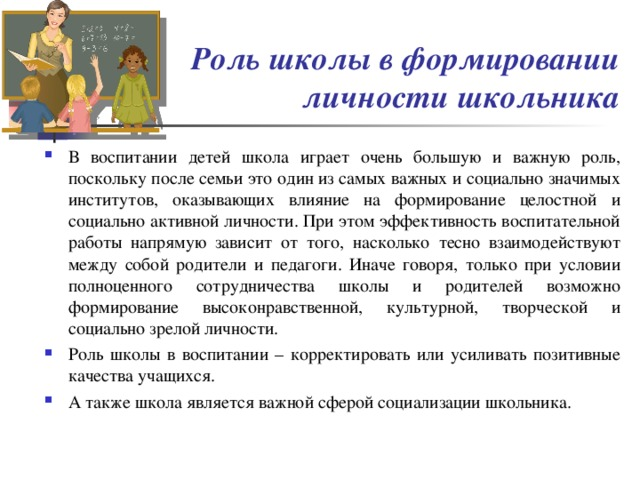 Роль школы в формировании
личности школьника
В воспитании детей школа играет очень большую и важную роль,
поскольку после семьи это один из самых важных и социально значимых
институтов, оказывающих влияние на формирование целостной и
социально активной личности. При этом эффективность воспитательной
работы напрямую зависит от того, насколько тесно взаимодействуют
между собой родители и педагоги. Иначе говоря, только при условии
полноценного сотрудничества школы и родителей возможно
формирование высоконравственной, культурной, творческой и
социально зрелой личности.
Роль школы в воспитании – корректировать или усиливать позитивные
качества учащихся.
А также школа является важной сферой социализации школьника.